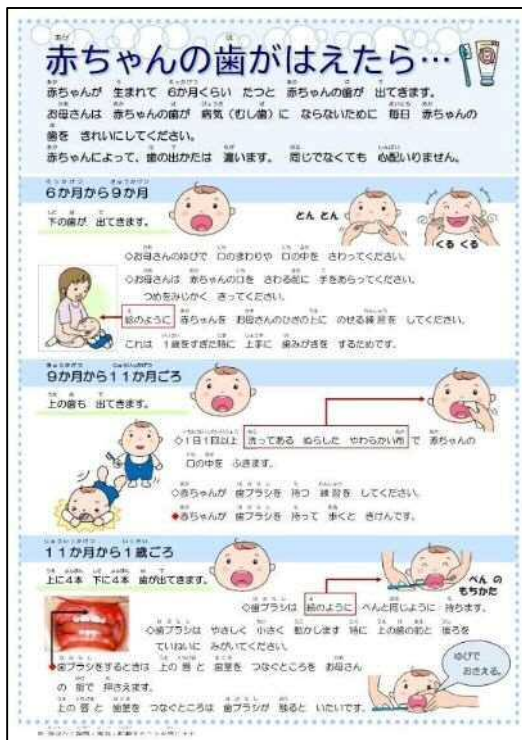 赤ちゃんの歯がはえたら…
赤ちゃんが 生まれて 6か月くらい たつと 赤ちゃんの歯が 出てきます。
お母さんは 赤ちゃんの歯が 病気(むし歯)に ならないために 毎日 赤ちゃんの
歯を きれいにしてください。
赤ちゃんによって、歯の出かたは 違います。 同じでなくても 心配いりません。
6か月から9か月
下の歯が 出てきます。
とん とん
くる くる
◇お母さんのゆびで 口のまわりや 口の中を さわってください。
◇お母さんは 赤ちゃんの口を さわる前に 手をあらってください。
つめをみじかく きってください。
絵のように 赤ちゃんを お母さんのひざの上に のせる練習を してください。
これは 1歳をすぎた時に 上手に 歯みがきを するためです。
9か月から11か月ごろ
上の歯も 出てきます。
◇1日1回以上 洗ってある ぬらした やわらかい布 で 赤ちゃんの
口の中を ふきます。
◇赤ちゃんが 歯ブラシを 持つ 練習を してください。
◆赤ちゃんが 歯ブラシを 持って 歩くと きけんです。
11か月から1歳ごろ
上に4本 下に4本 歯が出てきます。
ぺん の
もちかた
◇歯ブラシは 絵のように ぺんと同じように 持ちます。
◇歯ブラシは やさしく 小さく 動かします 特に 上の歯の前と 後ろを
ていねいに みがいてください。
◆歯ブラシをするときは 上の 唇 と 歯茎を つなぐところを お母さん
の 指で 押さえます。
上の 唇 と 歯茎を つなぐところは 歯ブラシが 触ると いたいです。
ゆびで
おさえる。